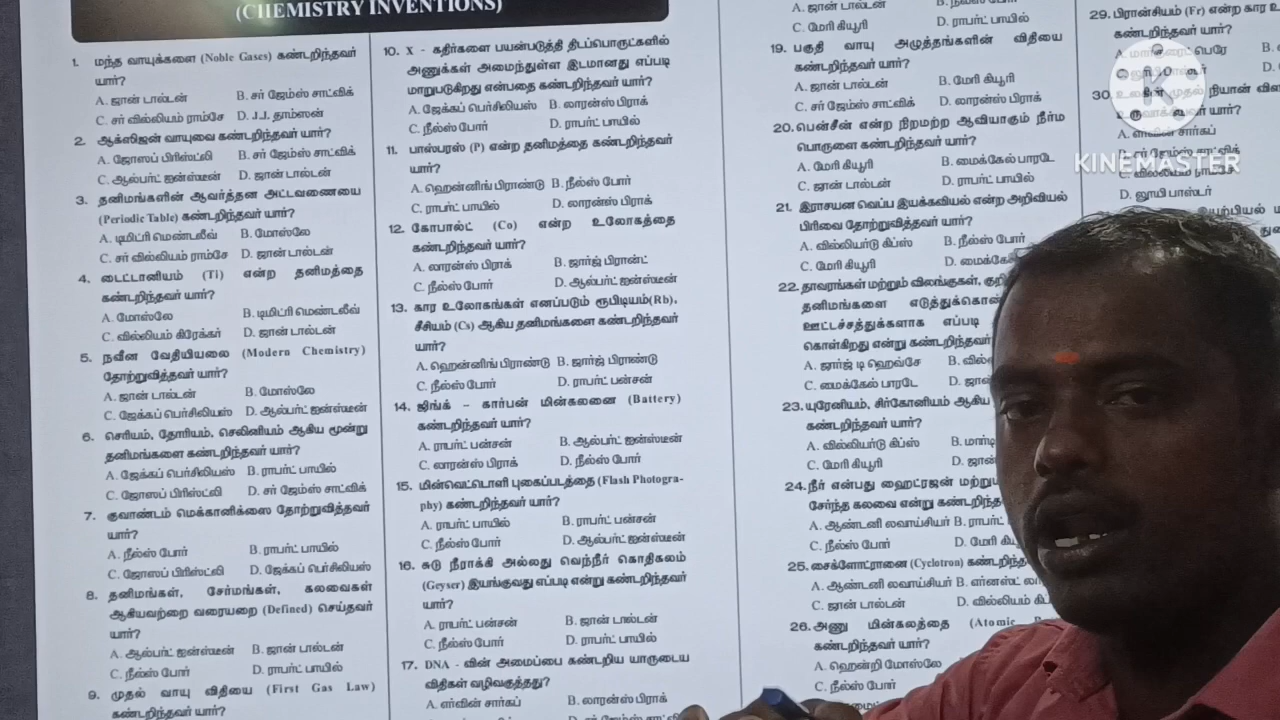 (CHEMISTRY INVENTIONS)
1. மந்த வாயுக்களை (Noble Gases) கண்டறிந்தவர்
யார்?
A. ஜான் டால்டன் B. சர் ஜேம்ஸ் சாட்விக்
C. சர் வில்லியம் ராம்சே D. J.J. தாம்ஸன்
2. ஆக்ஸிஜன் வாயுவை கண்டறிந்தவர் யார்?
A. ஜோஸப் பிரிஸ்ட்லி B. சர் ஜேம்ஸ் சாட்விக்
C. ஆல்பர்ட் ஐன்ஸ்டீன் D. ஜான் டால்டன்
3. தனிமங்களின் ஆவர்த்தன அட்டவணையை
(Periodic Table) கண்டறிந்தவர் யார்?
A. டிமிட்ரி மெண்டலீவ் B. மோஸ்லே
C. சர் வில்லியம் ராம்சே D. ஜான் டால்டன்
4. டைட்டானியம் (Ti) என்ற தனிமத்தை
கண்டறிந்தவர் யார்?
A. மோஸ்லே B. டிமிட்ரி மெண்டலீவ்
C. வில்லியம் கிரேக்கர் D. ஜான் டால்டன்
5. நவீன வேதியியலை (Modern Chemistry)
தோற்றுவித்தவர் யார்?
A. ஜான் டால்டன் B. மோஸ்லே
C. ஜேக்கப் பெர்சிலியஸ் D. ஆல்பர்ட் ஐன்ஸ்டீன்
6. செரியம், தோரியம், செலினியம் ஆகிய மூன்று
தனிமங்களை கண்டறிந்தவர் யார்?
A. ஜேக்கப் பெர்சிலியஸ் B. ராபர்ட் பாயில்
C. ஜோஸப் பிரிஸ்ட்லி D. சர் ஜேம்ஸ் சாட்விக்
7. குவாண்டம் மெக்கானிக்ஸை தோற்றுவித்தவர்
யார்?
A. நீல்ஸ் போர் B. ராபர்ட் பாயில்
C. ஜோஸப் பிரிஸ்ட்லி D. ஜேக்கப் பெர்சிலியஸ்
8. தனிமங்கள், சேர்மங்கள், கலவைகள்
ஆகியவற்றை வரையறை (Defined) செய்தவர்
யார்?
A. ஆல்பர்ட் ஐன்ஸ்டீன் B. ஜான் டால்டன்
C. நீல்ஸ் போர் D. ராபர்ட் பாயில்
9. முதல் வாயு விதியை (First Gas Law)
கண்டறிந்தவர் யார்?
10. X - கதிர்களை பயன்படுத்தி திடப்பொருட்களில்
அணுக்கள் அமைந்துள்ள இடமானது எப்படி
மாறுபடுகிறது என்பதை கண்டறிந்தவர் யார்?
A. ஜேக்கப் பெர்சிலியஸ் B. லாரன்ஸ் பிராக்
C. நீல்ஸ் போர் D. ராபர்ட் பாயில்
11. பாஸ்பரஸ் (P) என்ற தனிமத்தை கண்டறிந்தவர்
யார்?
A. ஹென்னிங் பிராண்டு B. நீல்ஸ் போர்
C. ராபர்ட் பாயில் D. லாரன்ஸ் பிராக்
12. கோபால்ட் (Co) என்ற உலோகத்தை
கண்டறிந்தவர் யார்?
A. லாரன்ஸ் பிராக் B. ஜார்ஜ் பிரான்ட்
C. நீல்ஸ் போர் D. ஆல்பர்ட் ஐன்ஸ்டீன்
13. கார உலோகங்கள் எனப்படும் ரூபிடியம்(Rb),
சீசியம் (Cs) ஆகிய தனிமங்களை கண்டறிந்தவர்
யார்?
A. ஹென்னிங் பிராண்டு B. ஜார்ஜ் பிராண்டு
C. நீல்ஸ் போர் D. ராபர்ட் பன்சன்
14. ஜிங்க் - கார்பன் மின்கலனை (Battery)
கண்டறிந்தவர் யார்?
A. ராபர்ட் பன்சன் B. ஆல்பர்ட் ஐன்ஸ்டீன்
C. லாரன்ஸ் பிராக் D. நீல்ஸ் போர்
15. மின்வெட்டொளி புகைப்படத்தை (Flash Photogra-
phy) கண்டறிந்தவர் யார்?
A. ராபர்ட் பாயில் B. ராபர்ட் பன்சன்
C. நீல்ஸ் போர் D. ஆல்பர்ட் ஐன்ஸ்டீன்
16. சுடு நீராக்கி அல்லது வெந்நீர் கொதிகலம்
(Geyser) இயங்குவது எப்படி என்று கண்டறிந்தவர்
யார்?
A. ராபர்ட் பன்சன் B. ஜான் டால்டன்
C. நீல்ஸ் போர் D. ராபர்ட் பாயில்
17. DNA - வின் அமைப்பை கண்டறிய யாருடைய
விதிகள் வழிவகுத்தது?
A. எர்வின் சார்கப் B. லாரன்ஸ் பிராக்
A. ஜான் டால்டன்
C. மேரி கியூரி D. ராபர்ட் பாயில்
19. பகுதி வாயு அழுத்தங்களின் விதியை
கண்டறிந்தவர் யார்?
A. ஜான் டால்டன் B. மேரி கியூரி
C. சர் ஜேம்ஸ் சாட்விக் D. லாரன்ஸ் பிராக்
20. பென்சீன் என்ற நிறமற்ற ஆவியாகும் நீர்ம
பொருளை கண்டறிந்தவர் யார்?
A. மேரி கியூரி B. மைக்கேல் பாரடே
C. ஜான் டால்டன் D. ராபர்ட் பாயில்
21. இராசயன வெப்ப இயக்கவியல் என்ற அறிவியல்
பிரிவை தோற்றுவித்தவர் யார்?
A. வில்லியர்டு கிப்ஸ் B. நீல்ஸ் போர்
C. மேரி கியூரி D.
22. தாவரங்கள் மற்றும் விலங்குகள்,
தனிமங்களை
ஊட்டச்சத்துக்களாக எப்படி
கொள்கிறது என்று கண்டறிந்தவர்
A. ஜார்ஜ் டி ஹெவ்சே B.
C. மைக்கேல் பாரடே D.
23. யுரேனியம், சிர்கோனியம் ஆகிய
கண்டறிந்தவர் யார்?
A. வில்லியர்டு கிப்ஸ் B.
C. மேரி கியூரி D.
24. நீர் என்பது ஹைட்ரஜன்
சேர்ந்த கலவை என்று
A. ஆண்டனி லவாய்சியர் B. ராபர்ட்
C. நீல்ஸ் போர் D. மேரி
25. சைக்ளோட்ரானை (Cyclotron)
A. ஆண்டனி லவாய்சியர் B. எர்னஸ்ட்
C. ஜான் டால்டன் D. வில்லியம்
26. அணு மின்கலத்தை (Atomic
கண்டறிந்தவர் யார்?
A. ஹென்றி மோஸ்லே
C. நீல்ஸ் போர்
29. பிரான்சியம் (Fr) என்ற கார
கண்டறிந்தவர் யார்?
30.
D. லூயி பாஸ்டர்
KINEMASTER